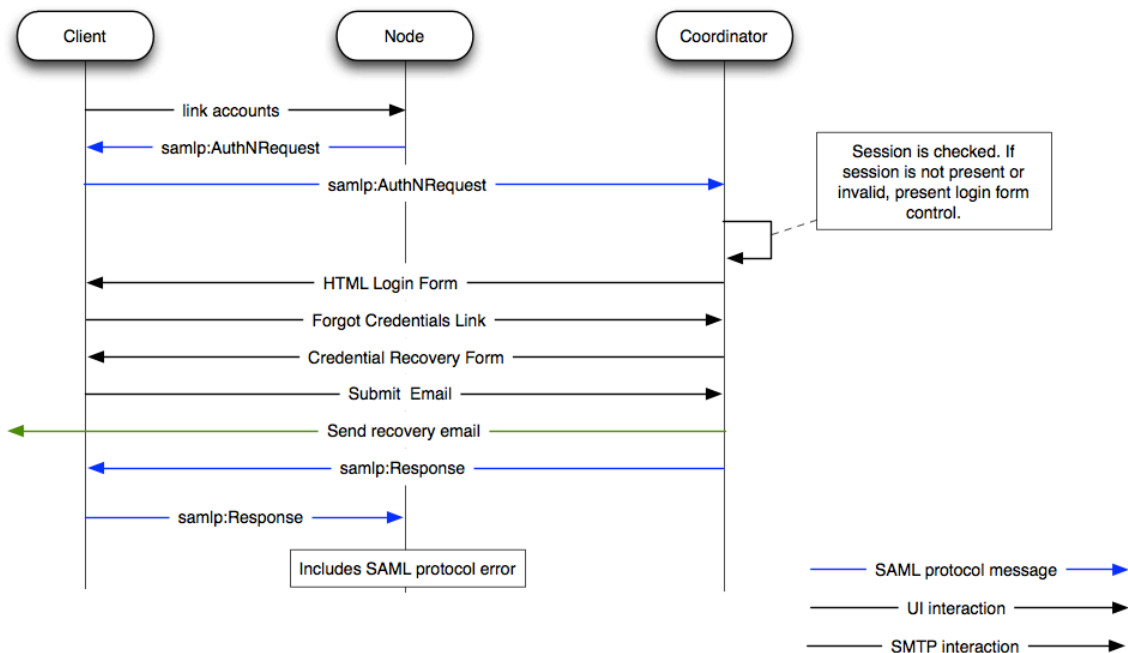 Client
Node
Coordinator
link accounts
samlp:AuthNRequest
samlp:AuthNRequest
Session is checked. If
session is not present or
invalid, present login form
control.
HTML Login Form
Forgot Credentials Link
Credential Recovery Form
Submit Email
Send recovery email
samlp:Response
samlp:Response
Includes SAML protocol error
SAML protocol message
UI interaction
SMTP interaction